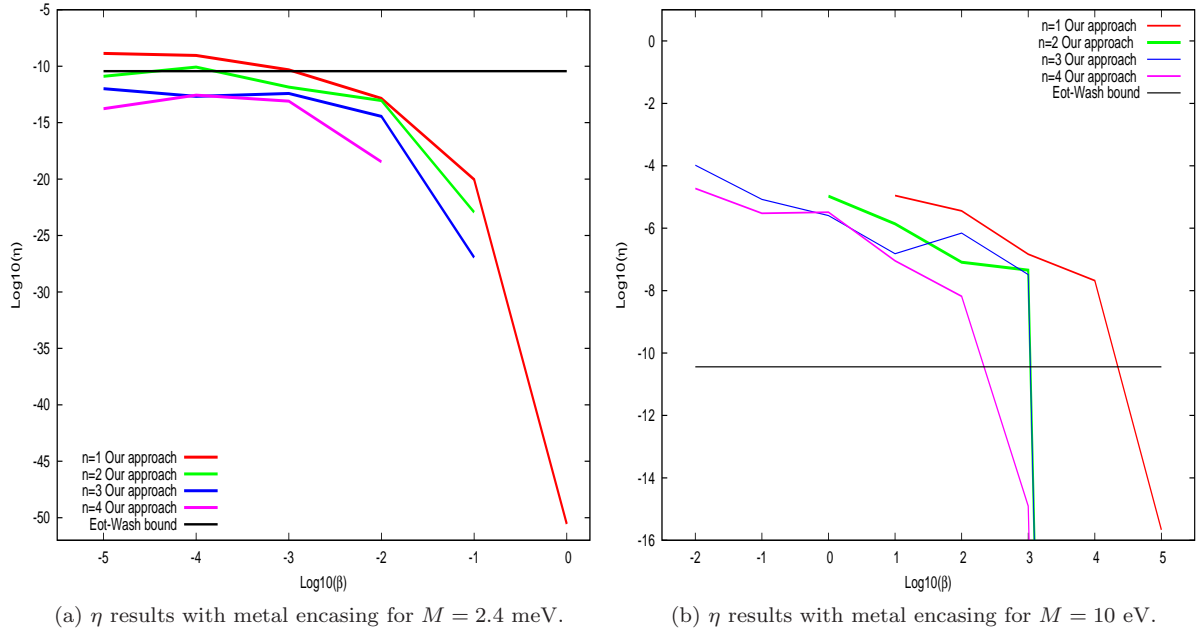 -5
-10
-15
-20
-25
-30
-35
-40
-45
-50
Log10(η)
n=1 Our approach
n=2 Our approach
n=3 Our approach
n=4 Our approach
Eot-Wash bound
-5 -4 -3 -2 -1 0
Log10(β)
(a) η results with metal encasing for M = 2.4 meV.
0
-2
-4
-6
-8
-10
-12
-14
-16
Log10(η)
n=1 Our approach
n=2 Our approach
n=3 Our approach
n=4 Our approach
Eot-Wash bound
-2 -1 0 1 2 3 4 5
Log10(β)
(b) η results with metal encasing for M = 10 eV.